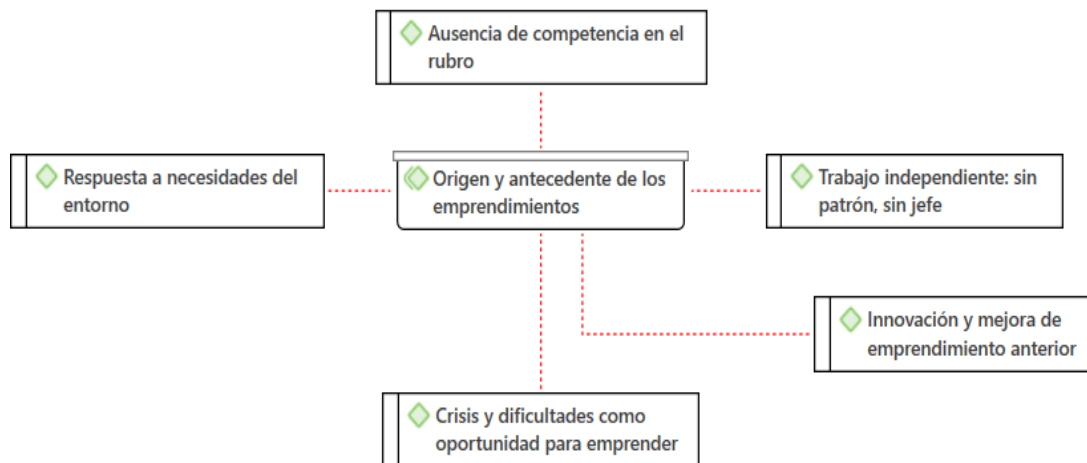 Ausencia de competencia en el
rubro
Respuesta a necesidades del
entorno
Origen y antecedente de los
emprendimientos
Trabajo independiente: sin
patrón, sin jefe
Innovación y mejora de
emprendimiento anterior
Crisis y dificultades como
oportunidad para emprender